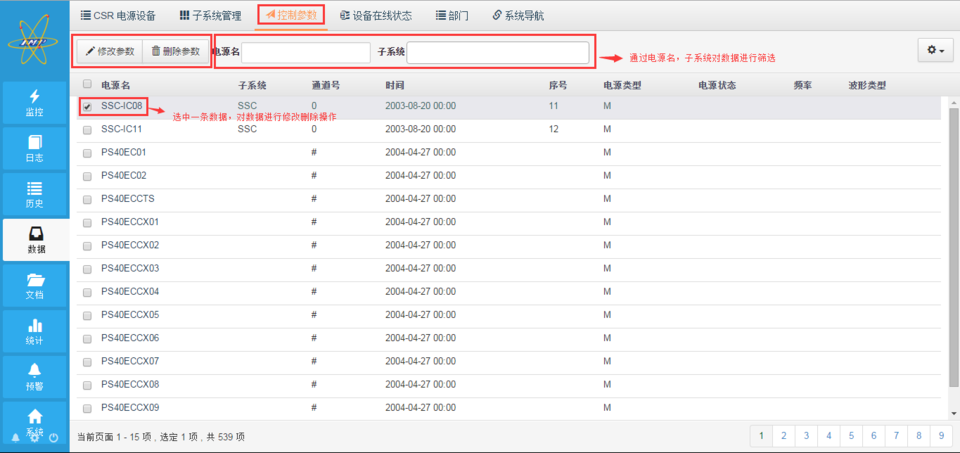 CSR 电源设备 子系统管理 控制参数 设备在线状态 部门 系统导航
修改参数 删除参数 电源名 子系统 通过电源名，子系统对数据进行筛选
电源名 子系统 通道号 时间 序号 电源类型 电源状态 频率 波形类型
SSC-IC08 SSC 0 2003-08-20 00:00 11 M
选中一条数据，对数据进行修改删除操作
SSC-IC11 SSC 0 2003-08-20 00:00 12 M
PS40EC01 # 2004-04-27 00:00 M
PS40EC02 # 2004-04-27 00:00 M
PS40ECCTS # 2004-04-27 00:00 M
PS40ECCX01 # 2004-04-27 00:00 M
PS40ECCX02 # 2004-04-27 00:00 M
PS40ECCX03 # 2004-04-27 00:00 M
PS40ECCX04 # 2004-04-27 00:00 M
PS40ECCX05 # 2004-04-27 00:00 M
PS40ECCX06 # 2004-04-27 00:00 M
PS40ECCX07 # 2004-04-27 00:00 M
PS40ECCX08 # 2004-04-27 00:00 M
PS40ECCX09 # 2004-04-27 00:00 M
当前页面 1 - 15 项，选定 1 项，共 539 项
1 2 3 4 5 6 7 8 9
监控
日志
历史
数据
文档
统计
预警
系统